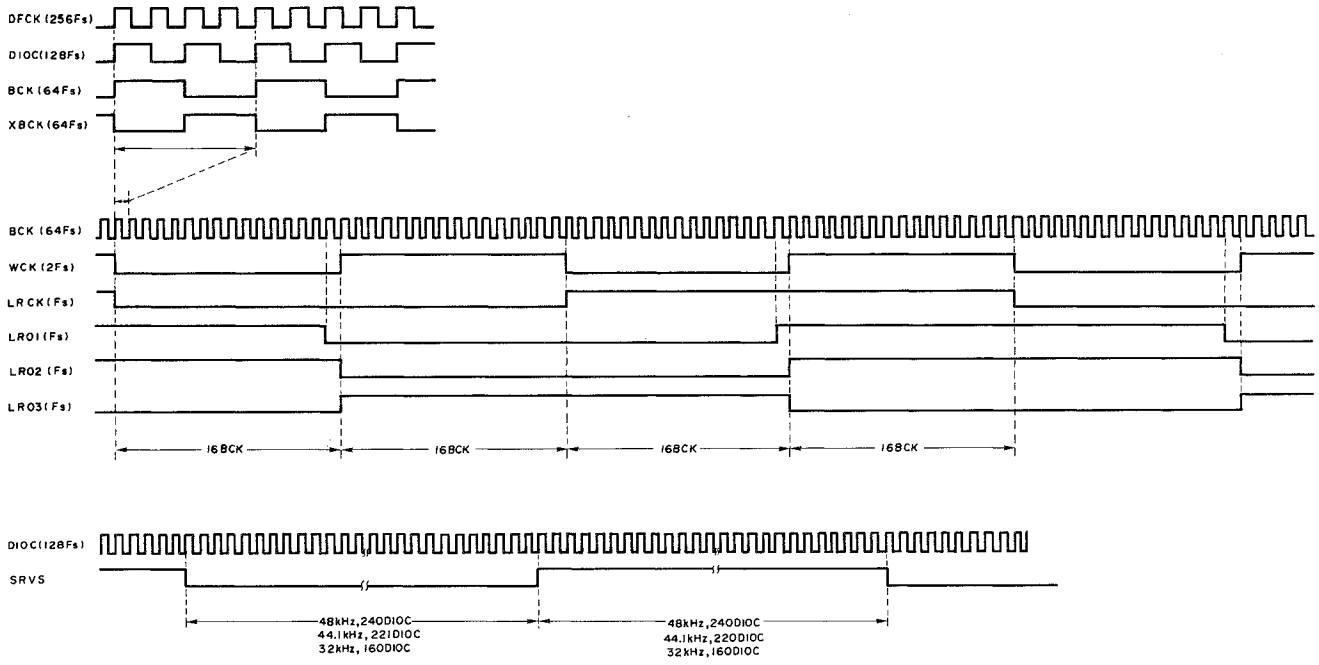 DFCK(256Fs)
DIOC(128Fs)
BCK(64Fs)
XBCK(64Fs)
BCK (64Fs)
WCK(2Fs)
LRCK(Fs)
LRO1(Fs)
LRO2 (Fs)
LRO3(Fs)
16BCK 16BCK 16BCK 16BCK
DIOC(128Fs)
SRVS
48kHz,240DIOC 48kHz,240DIOC
44.1kHz,221DIOC 44.1kHz,220DIOC
32kHz,160DIOC 32kHz,160DIOC